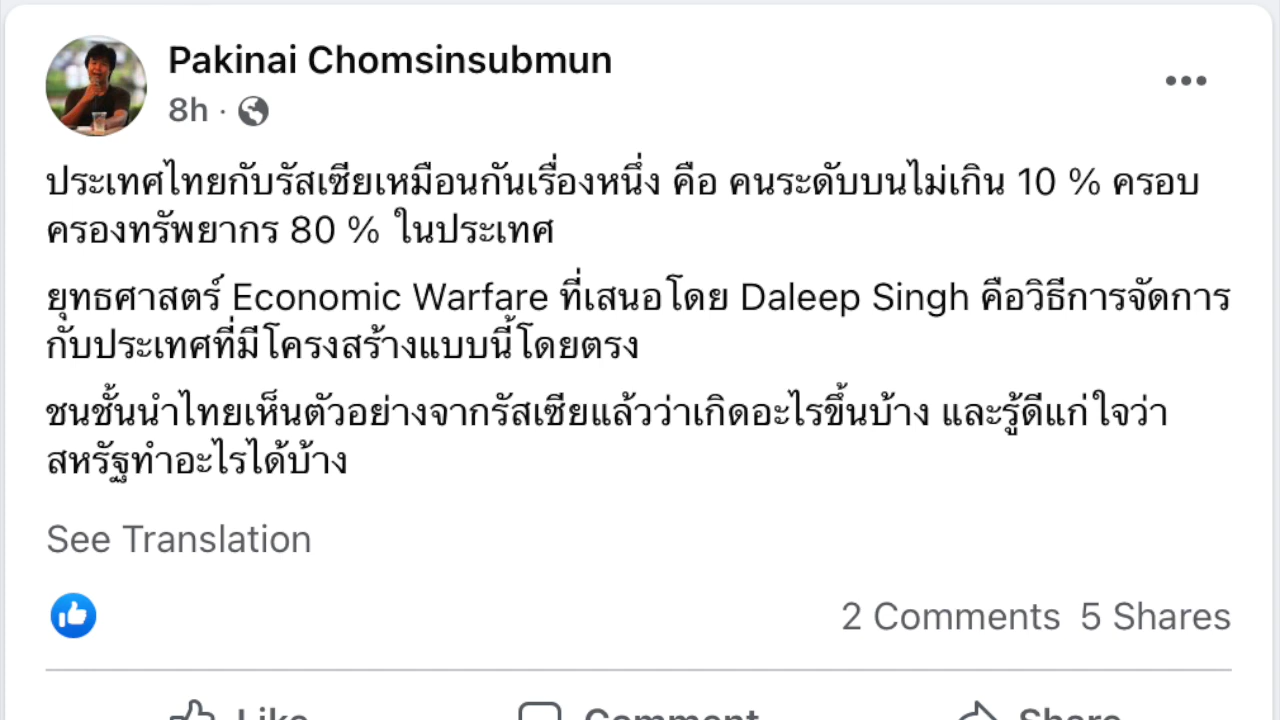 Pakinai Chomsinsubmun
8h ·
ประเทศไทยกับรัสเซียเหมือนกันเรื่องหนึ่ง คือ คนระดับบนไม่เกิน 10 % ครอบ
ครองทรัพยากร 80 % ในประเทศ
ยุทธศาสตร์ Economic Warfare ที่เสนอโดย Daleep Singh คือวิธีการจัดการ
กับประเทศที่มีโครงสร้างแบบนี้โดยตรง
ชนชั้นนำไทยเห็นตัวอย่างจากรัสเซียแล้วว่าเกิดอะไรขึ้นบ้าง และรู้ดีแก่ใจว่า
สหรัฐทำอะไรได้บ้าง
See Translation
2 Comments 5 Shares
Like Comment Share